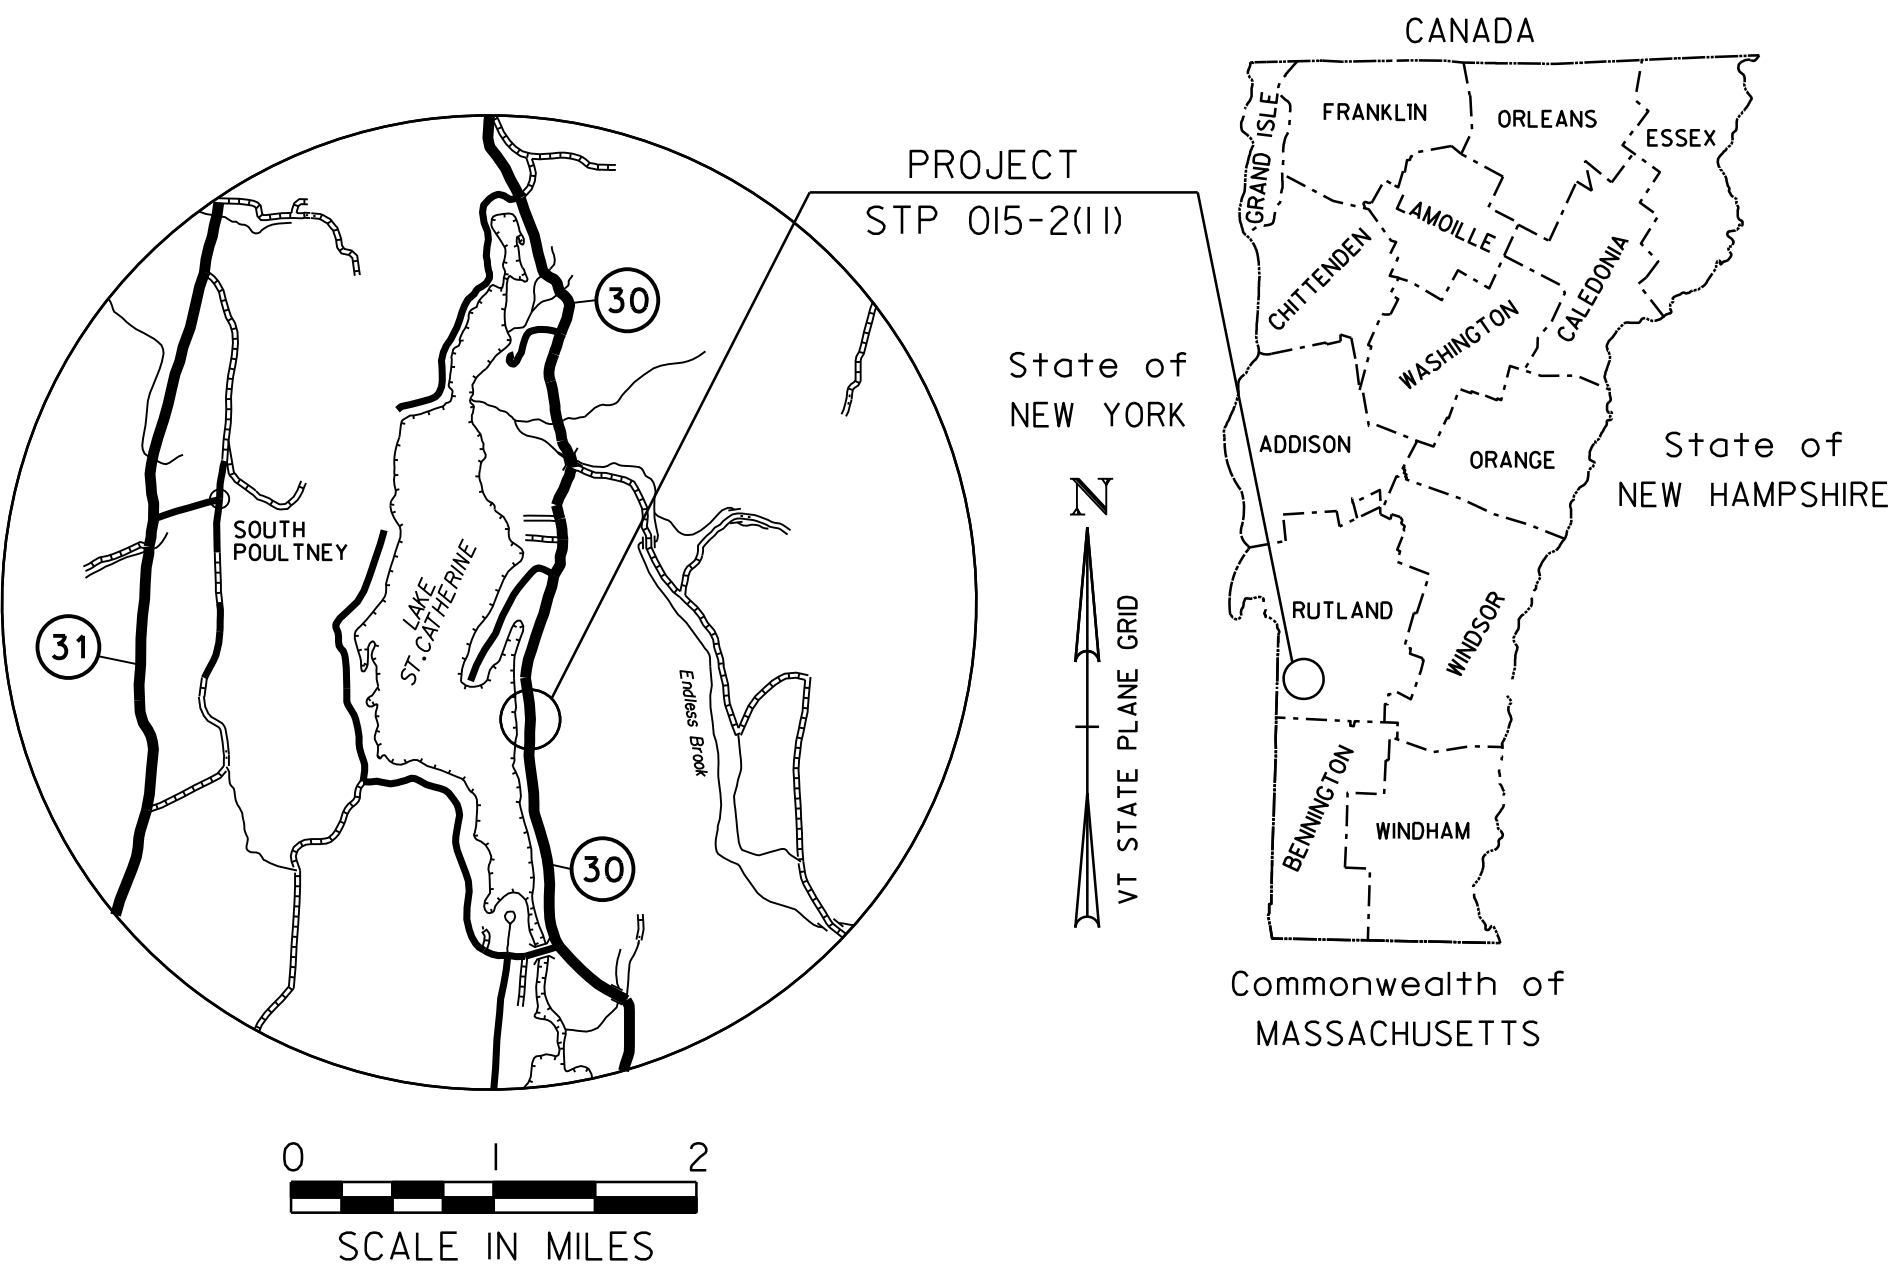 CANADA
FRANKLIN
ORLEANS
ESSEX
GRAND ISLE
LAMOILLE
CHITTENDEN
CALEDONIA
WASHINGTON
PROJECT
STP 015-2(11)
30
State of
NEW YORK
ADDISON
ORANGE
State of
NEW HAMPSHIRE
N
SOUTH
POULTNEY
LAKE
ST.CATHERINE
31
RUTLAND
WINDSOR
VT STATE PLANE GRID
Endless Brook
BENNINGTON
WINDHAM
30
Commonwealth of
MASSACHUSETTS
0 1 2
SCALE IN MILES